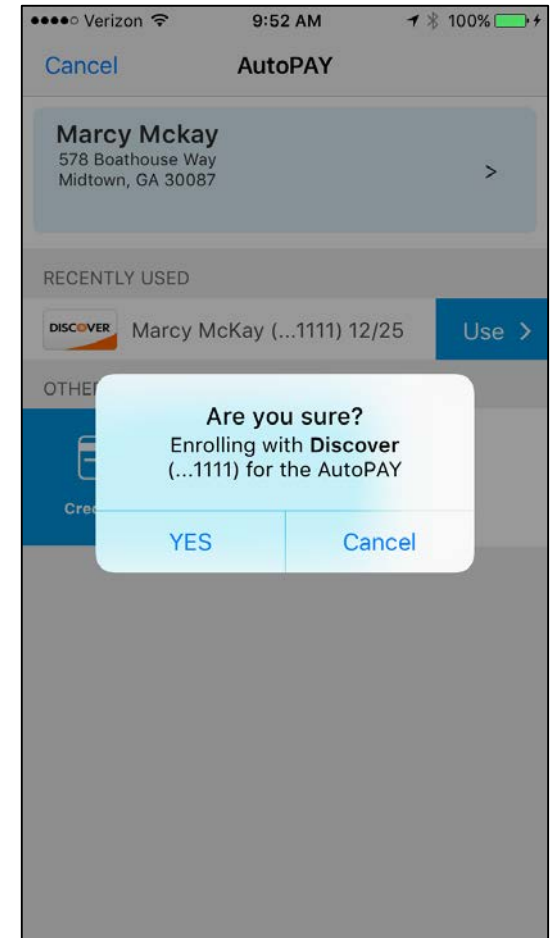 Verizon 9:52 AM 100%
Cancel AutoPAY
Marcy Mckay
578 Boathouse Way
Midtown, GA 30087
>
RECENTLY USED
DISCOVER Marcy McKay (...1111) 12/25 Use >
Are you sure?
Enrolling with Discover
(...1111) for the AutoPAY
YES Cancel